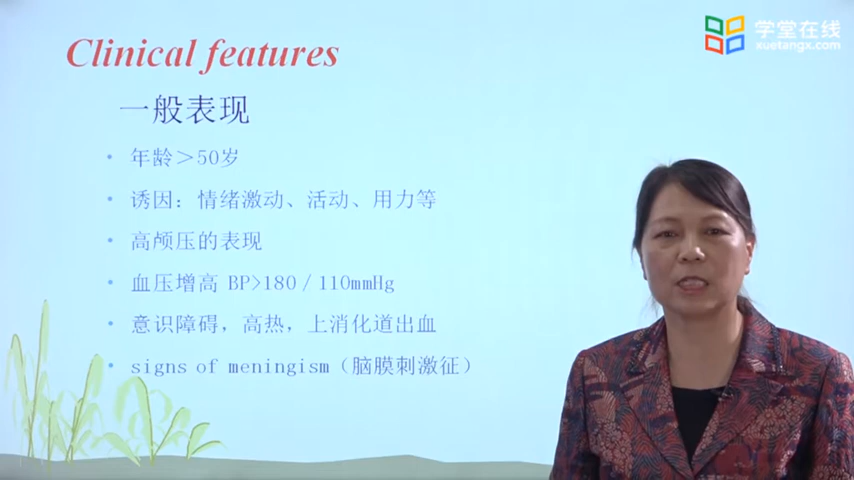 Clinical features
学堂在线
xuetangx.com
一般表现
• 年龄＞50岁
• 诱因：情绪激动、活动、用力等
• 高颅压的表现
• 血压增高 BP>180／110mmHg
• 意识障碍，高热，上消化道出血
• signs of meningism（脑膜刺激征）